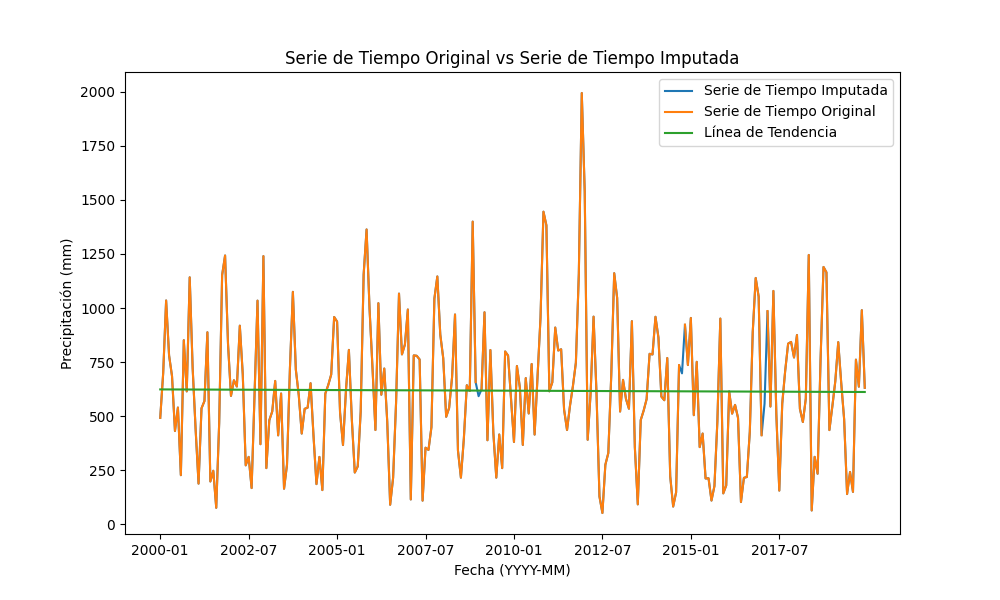 Serie de Tiempo Original vs Serie de Tiempo Imputada
Serie de Tiempo Imputada
Serie de Tiempo Original
Línea de Tendencia
2000
1750
1500
1250
1000
750
500
250
0
Precipitación (mm)
2000-01
2002-07
2005-01
2007-07
2010-01
2012-07
2015-01
2017-07
Fecha (YYYY-MM)